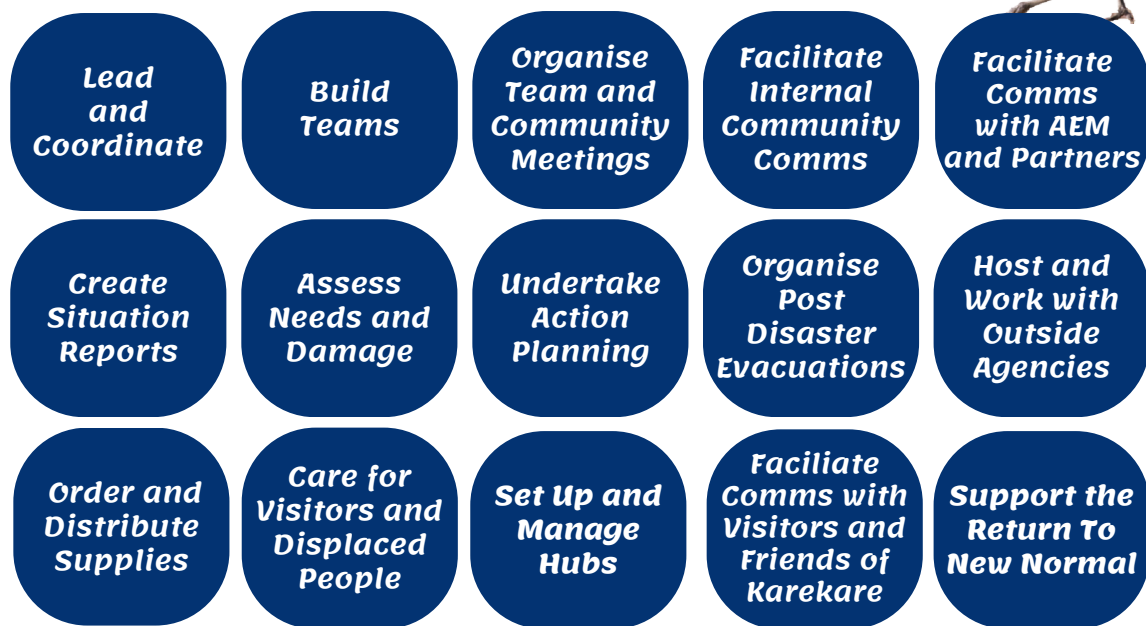 Lead
and
Coordinate
Build
Teams
Organise
Team and
Community
Meetings
Facilitate
Internal
Community
Comms
Facilitate
Comms
with AEM
and Partners
Create
Situation
Reports
Assess
Needs and
Damage
Undertake
Action
Planning
Organise
Post
Disaster
Evacuations
Host and
Work with
Outside
Agencies
Order and
Distribute
Supplies
Care for
Visitors and
Displaced
People
Set Up and
Manage
Hubs
Faciliate
Comms with
Visitors and
Friends of
Karekare
Support the
Return To
New Normal